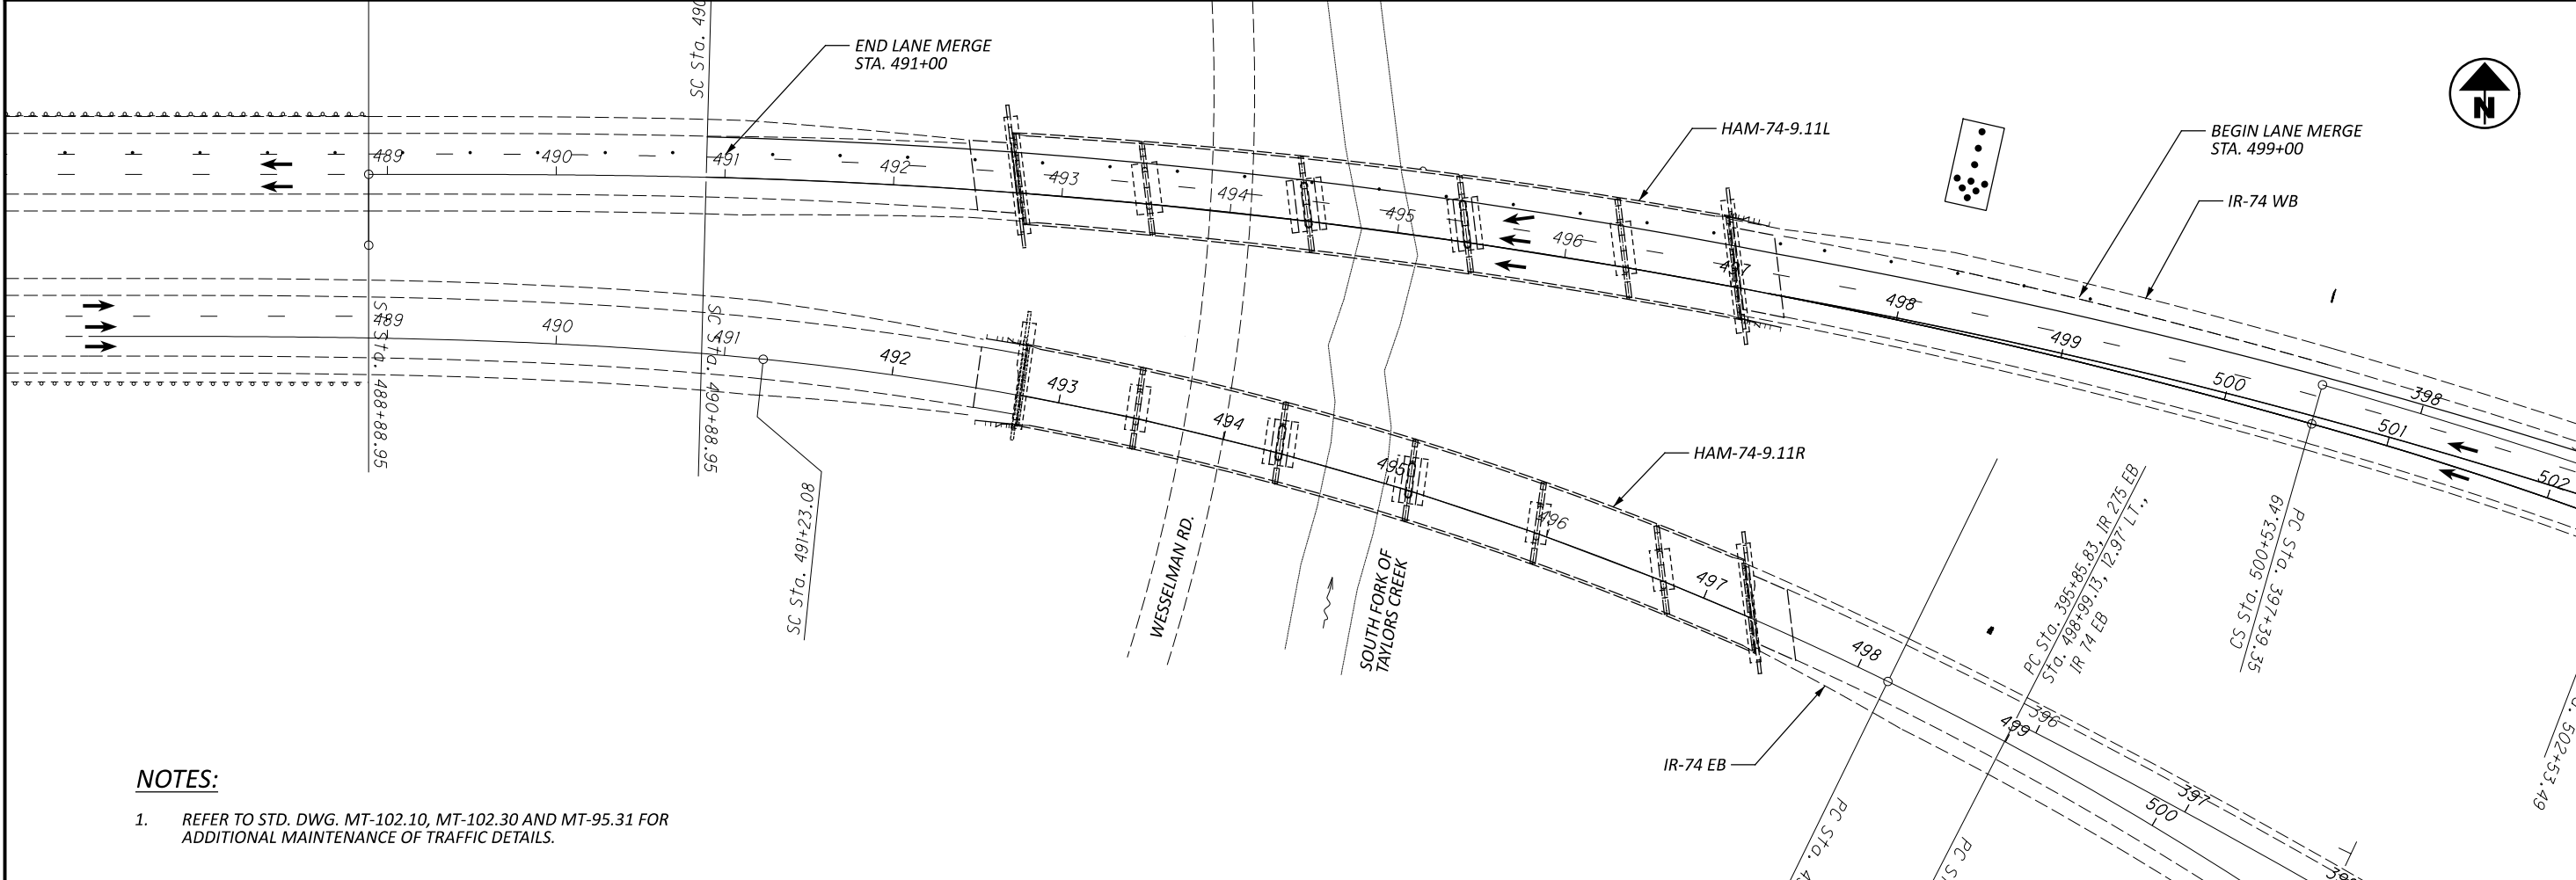 END LANE MERGE
STA. 491+00
HAM-74-9.11L
BEGIN LANE MERGE
STA. 499+00
IR-74 WB
N
SC Sta. 490
489
490
491
492
493
494
495
496
497
498
499
500
398
501
502
489
490
491
492
493
494
495
496
497
498
499
396
397
500
Sta. 488+88.95
SC Sta. 490+88.95
SC Sta. 491+23.08
WESSELMAN RD.
SOUTH FORK OF
TAYLORS CREEK
HAM-74-9.11R
IR-74 EB
PC Sta. 395+85.83, IR 275 EB
Sta. 498+99.13, 12.97' LT.,
IR 74 EB
CS Sta. 500+53.49
PC Sta. 397+39.35
502+53.49
PC Sta.
PC
NOTES:
1. REFER TO STD. DWG. MT-102.10, MT-102.30 AND MT-95.31 FOR
ADDITIONAL MAINTENANCE OF TRAFFIC DETAILS.